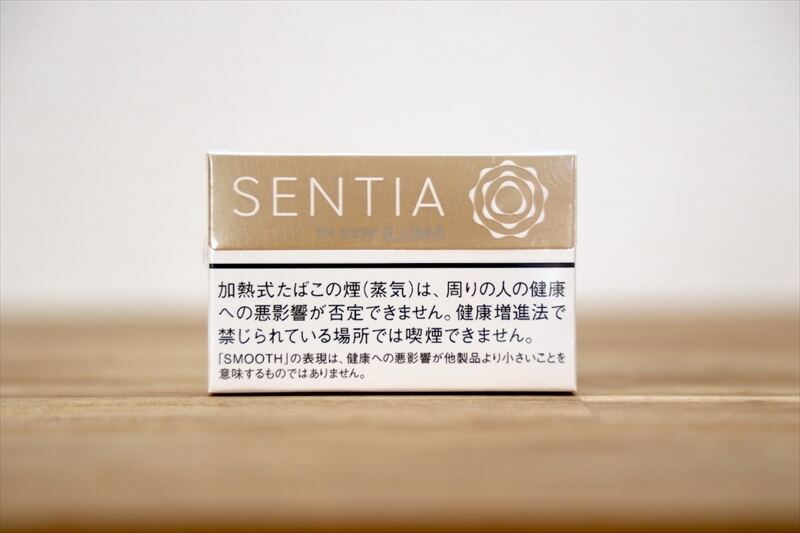 SENTIA
加熱式たばこの煙(蒸気)は、周りの人の健康
への悪影響が否定できません。健康増進法で
禁じられている場所では喫煙できません。
「SMOOTH」の表現は、健康への悪影響が他製品より小さいことを
意味するものではありません。